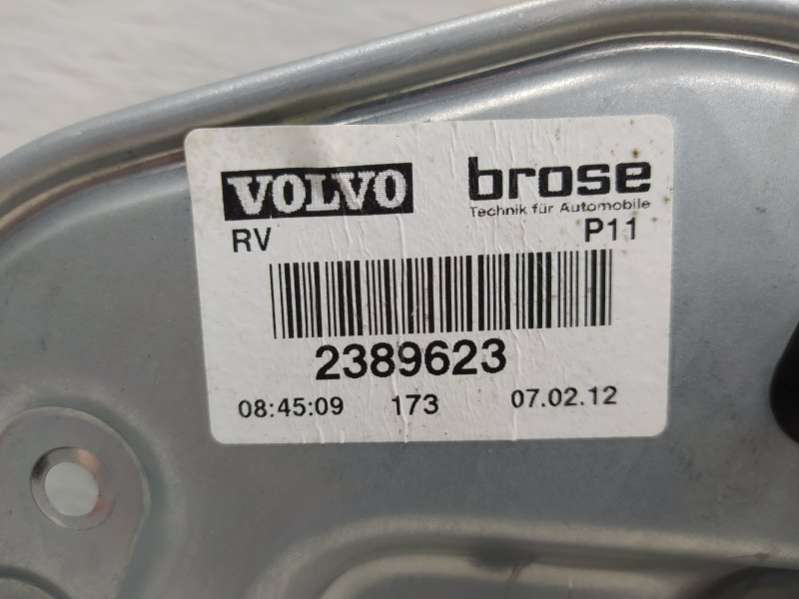 VOLVO brose
Technik für Automobile
RV P11
2389623
08:45:09 173 07.02.12